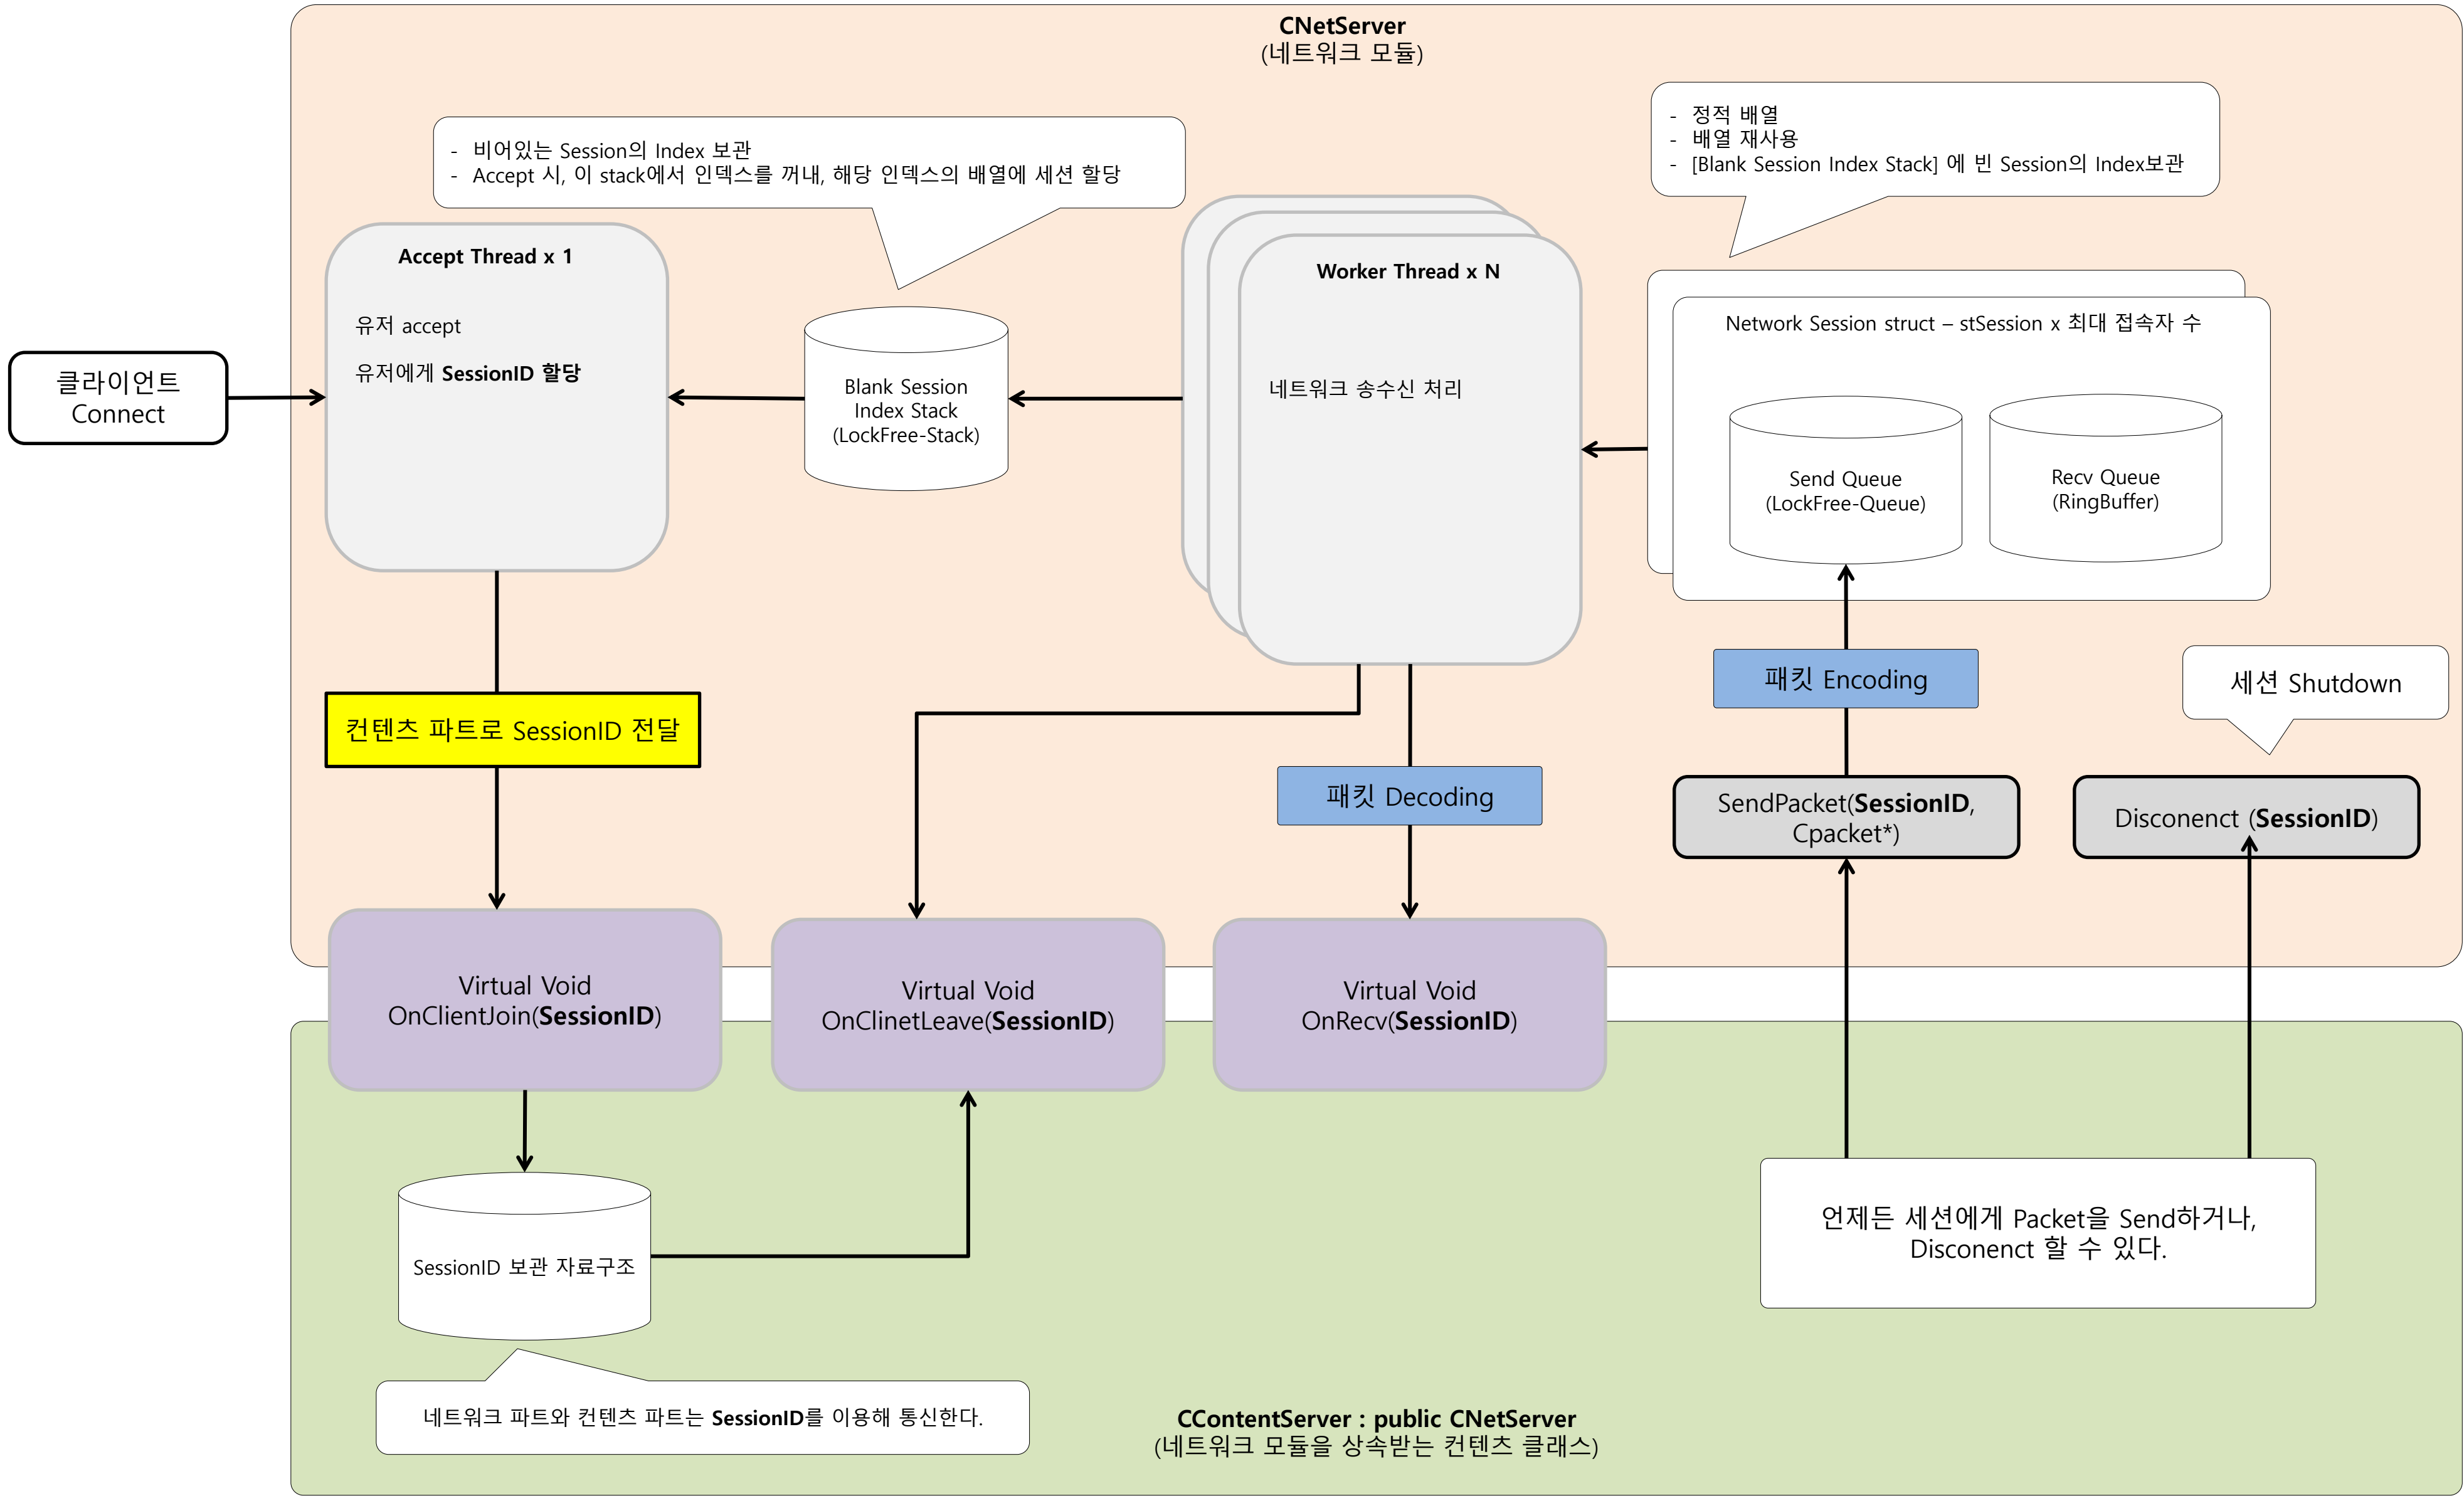 CNetServer
(네트워크 모듈)
- 비어있는 Session의 Index 보관
- Accept 시, 이 stack에서 인덱스를 꺼내, 해당 인덱스의 배열에 세션 할당
- 정적 배열
- 배열 재사용
- [Blank Session Index Stack] 에 빈 Session의 Index보관
Accept Thread x 1
유저 accept
유저에게 SessionID 할당
클라이언트
Connect
Blank Session
Index Stack
(LockFree-Stack)
Worker Thread x N
네트워크 송수신 처리
Network Session struct – stSession x 최대 접속자 수
Send Queue
(LockFree-Queue)
Recv Queue
(RingBuffer)
컨텐츠 파트로 SessionID 전달
패킷 Decoding
패킷 Encoding
세션 Shutdown
SendPacket(SessionID,
Cpacket*)
Disconenct (SessionID)
Virtual Void
OnClientJoin(SessionID)
Virtual Void
OnClinetLeave(SessionID)
Virtual Void
OnRecv(SessionID)
SessionID 보관 자료구조
언제든 세션에게 Packet을 Send하거나,
Disconenct 할 수 있다.
네트워크 파트와 컨텐츠 파트는 SessionID를 이용해 통신한다.
CContentServer : public CNetServer
(네트워크 모듈을 상속받는 컨텐츠 클래스)